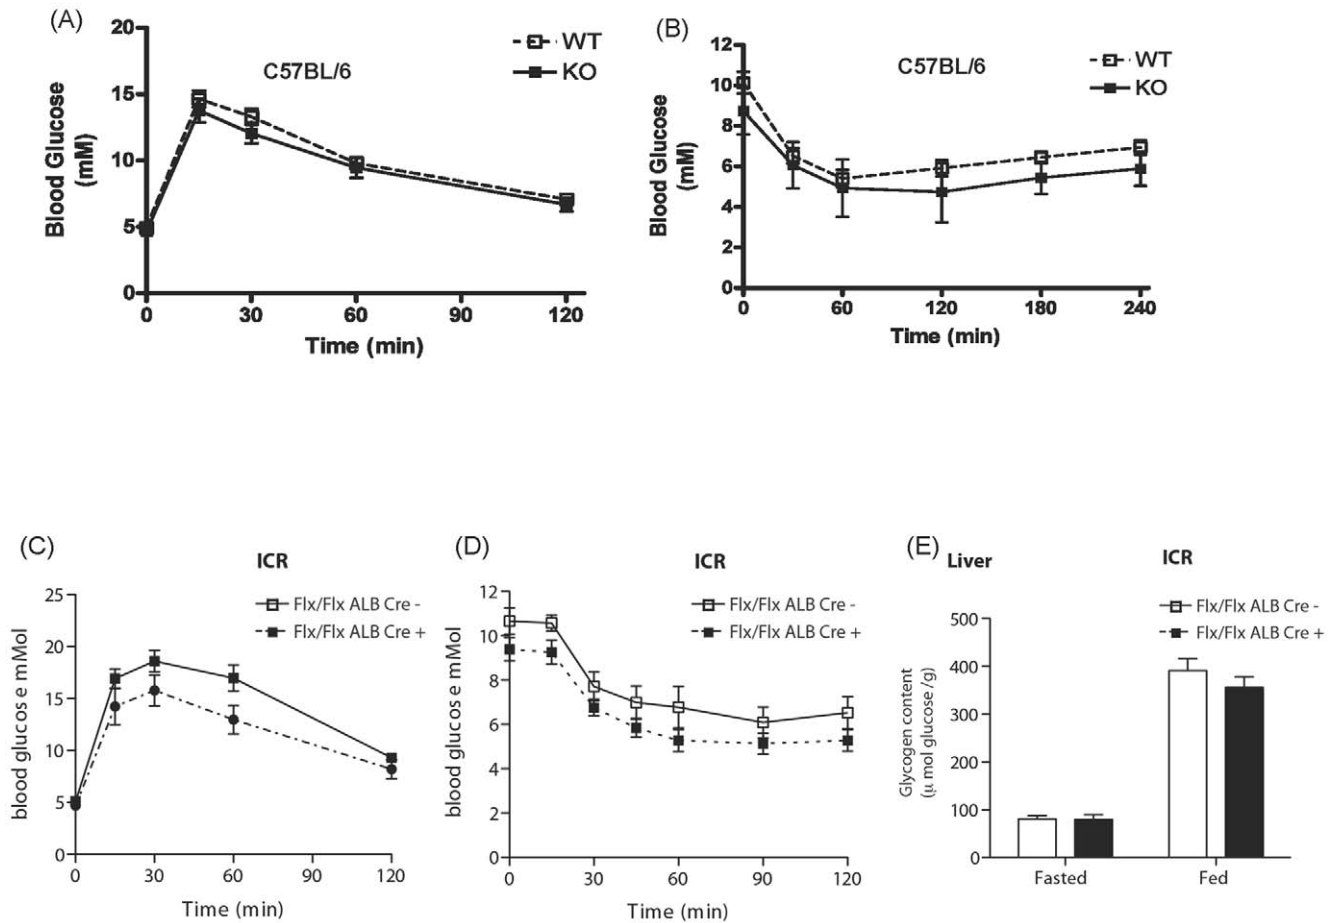 (A)
20
15
10
5
0
C57BL/6
WT
KO
Blood Glucose
(mM)
0 30 60 90 120
Time (min)
(B)
12
10
8
6
4
2
0
C57BL/6
WT
KO
Blood Glucose
(mM)
0 60 120 180 240
Time (min)
(C)
ICR
Flx/Flx ALB Cre -
Flx/Flx ALB Cre +
25
20
15
10
5
0
blood glucose mMol
0 30 60 90 120
Time (min)
(D)
ICR
Flx/Flx ALB Cre -
Flx/Flx ALB Cre +
12
10
8
6
4
2
0
blood glucose mMol
0 30 60 90 120
Time (min)
(E) Liver ICR
Flx/Flx ALB Cre -
Flx/Flx ALB Cre +
500
400
300
200
100
0
Glycogen content
(μ mol glucose /g)
Fasted Fed